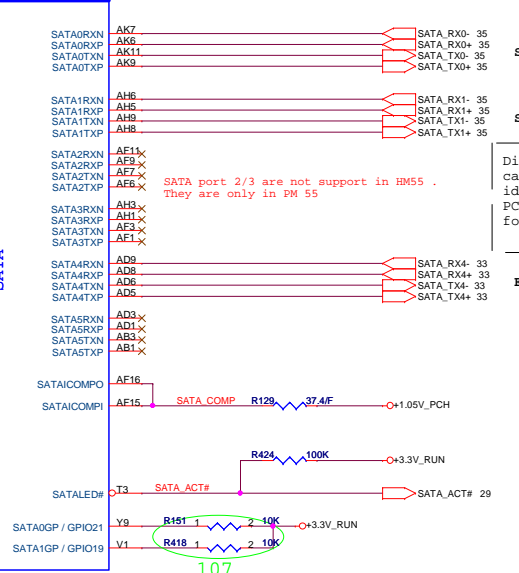 SATA0RXN AK7 SATA_RX0- 35
SATA0RXP AK6 SATA_RX0+ 35
SATA0TXN AK11 SATA_TX0- 35
SATA0TXP AK9 SATA_TX0+ 35
S
SATA1RXN AH6 SATA_RX1- 35
SATA1RXP AH5 SATA_RX1+ 35
SATA1TXN AH9 SATA_TX1- 35
SATA1TXP AH8 SATA_TX1+ 35
S
SATA2RXN AF11
SATA2RXP AF9
SATA2TXN AF7
SATA2TXP AF6
SATA port 2/3 are not support in HM55 .
They are only in PM 55
Di
ca
id
PC
fo
SATA3RXN AH3
SATA3RXP AH1
SATA3TXN AF3
SATA3TXP AF1
SATA
SATA4RXN AD9 SATA_RX4- 33
SATA4RXP AD8 SATA_RX4+ 33
SATA4TXN AD6 SATA_TX4- 33
SATA4TXP AD5 SATA_TX4+ 33
SATA5RXN AD3
SATA5RXP AD1
SATA5TXN AB3
SATA5TXP AB1
SATAICOMPO AF16
SATAICOMPI AF15 SATA_COMP R129 37.4/F +1.05V_PCH
R424 100K +3.3V_RUN
SATALED# T3 SATA_ACT# SATA_ACT# 29
SATA0GP / GPIO21 Y9 R151 1 2 10K +3.3V_RUN
SATA1GP / GPIO19 V1 R418 1 2 10K
107